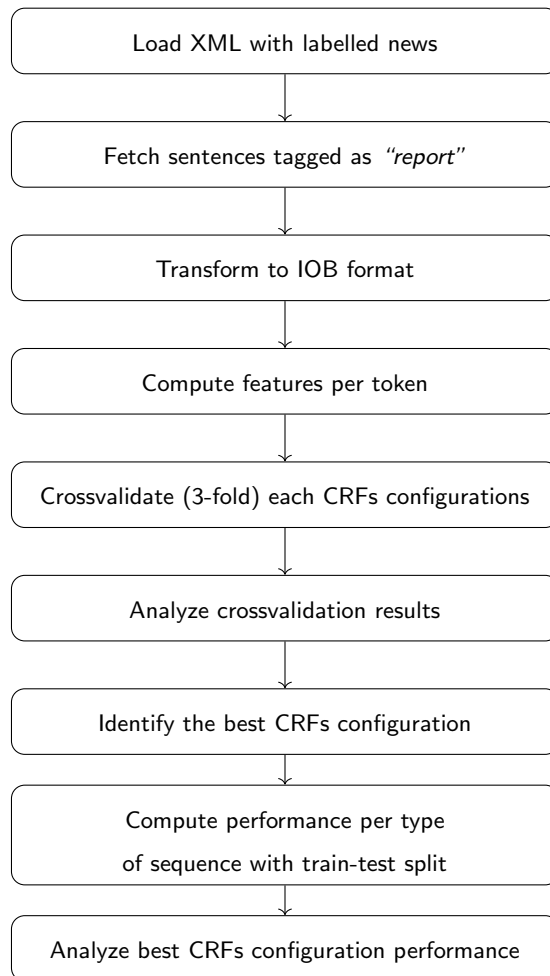 Load XML with labelled news
Fetch sentences tagged as “report”
Transform to IOB format
Compute features per token
Crossvalidate (3-fold) each CRFs configurations
Analyze crossvalidation results
Identify the best CRFs configuration
Compute performance per type
of sequence with train-test split
Analyze best CRFs configuration performance